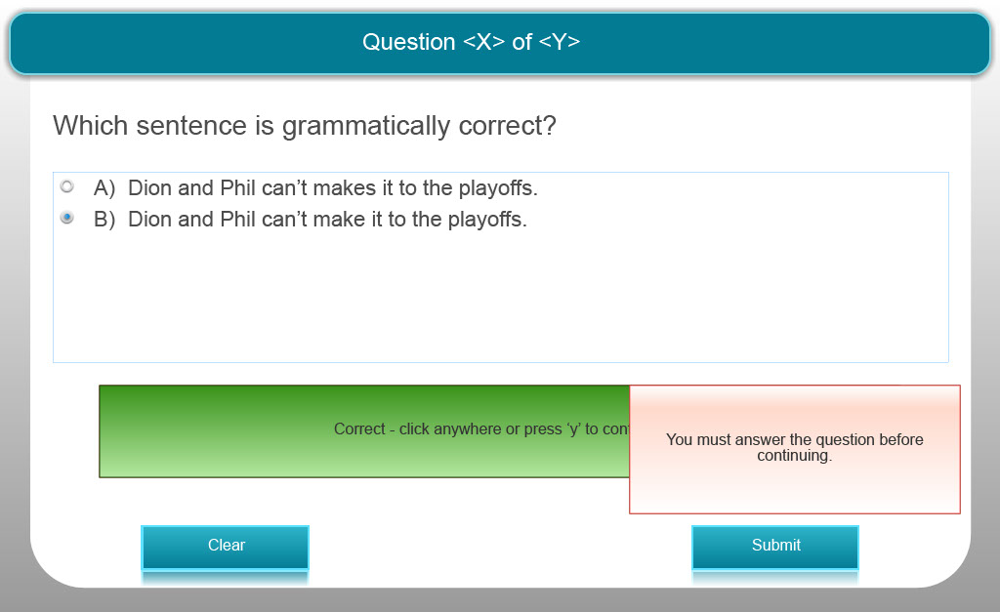 Question <X> of <Y>
Which sentence is grammatically correct?
A) Dion and Phil can’t makes it to the playoffs.
B) Dion and Phil can’t make it to the playoffs.
Correct - click anywhere or press ‘y’ to
You must answer the question before
continuing.
Clear
Submit